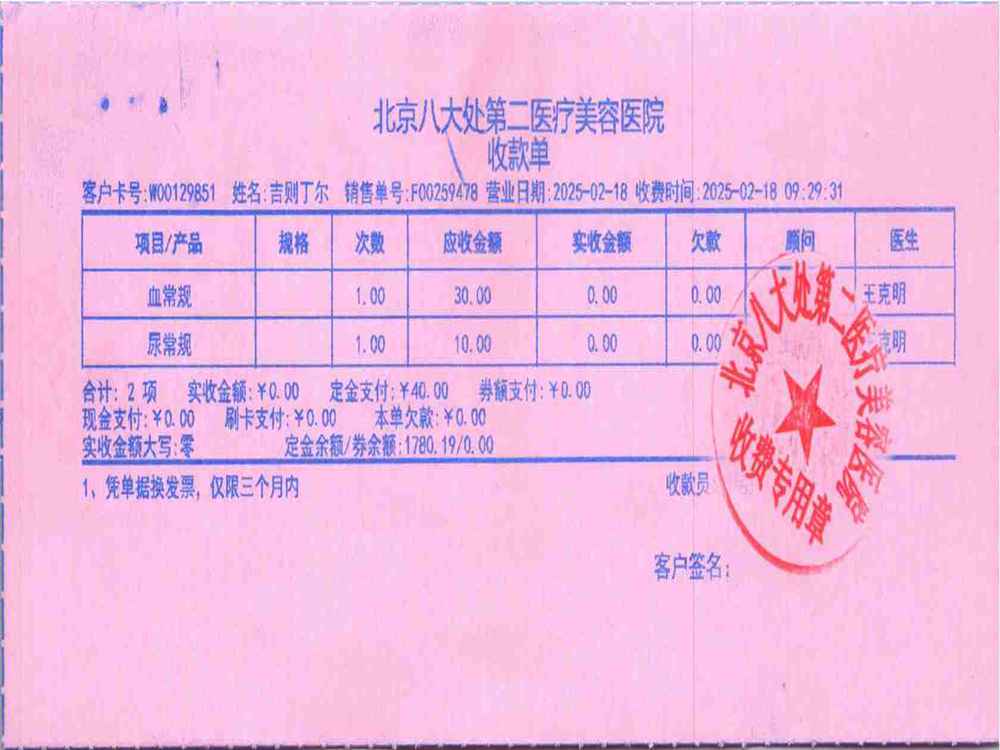 北京八大处第二医疗美容医院
收款单
客户卡号:W00129851 姓名:吉则丁尔 销售单号:F00259478 营业日期:2025-02-18 收费时间:2025-02-18 09:29:31
项目/产品 规格 次数 应收金额 实收金额 欠款 顾问 医生
血常规 1.00 30.00 0.00 0.00 王克明
尿常规 1.00 10.00 0.00 0.00 克明
合计: 2 项 实收金额:¥0.00 定金支付:¥40.00 券额支付:¥0.00
现金支付:¥0.00 刷卡支付:¥0.00 本单欠款:¥0.00
实收金额大写:零 定金余额/券余额:1780.19/0.00
1、凭单据换发票,仅限三个月内 收款员
客户签名:
北京八大处第二医疗美容医院
收费专用章